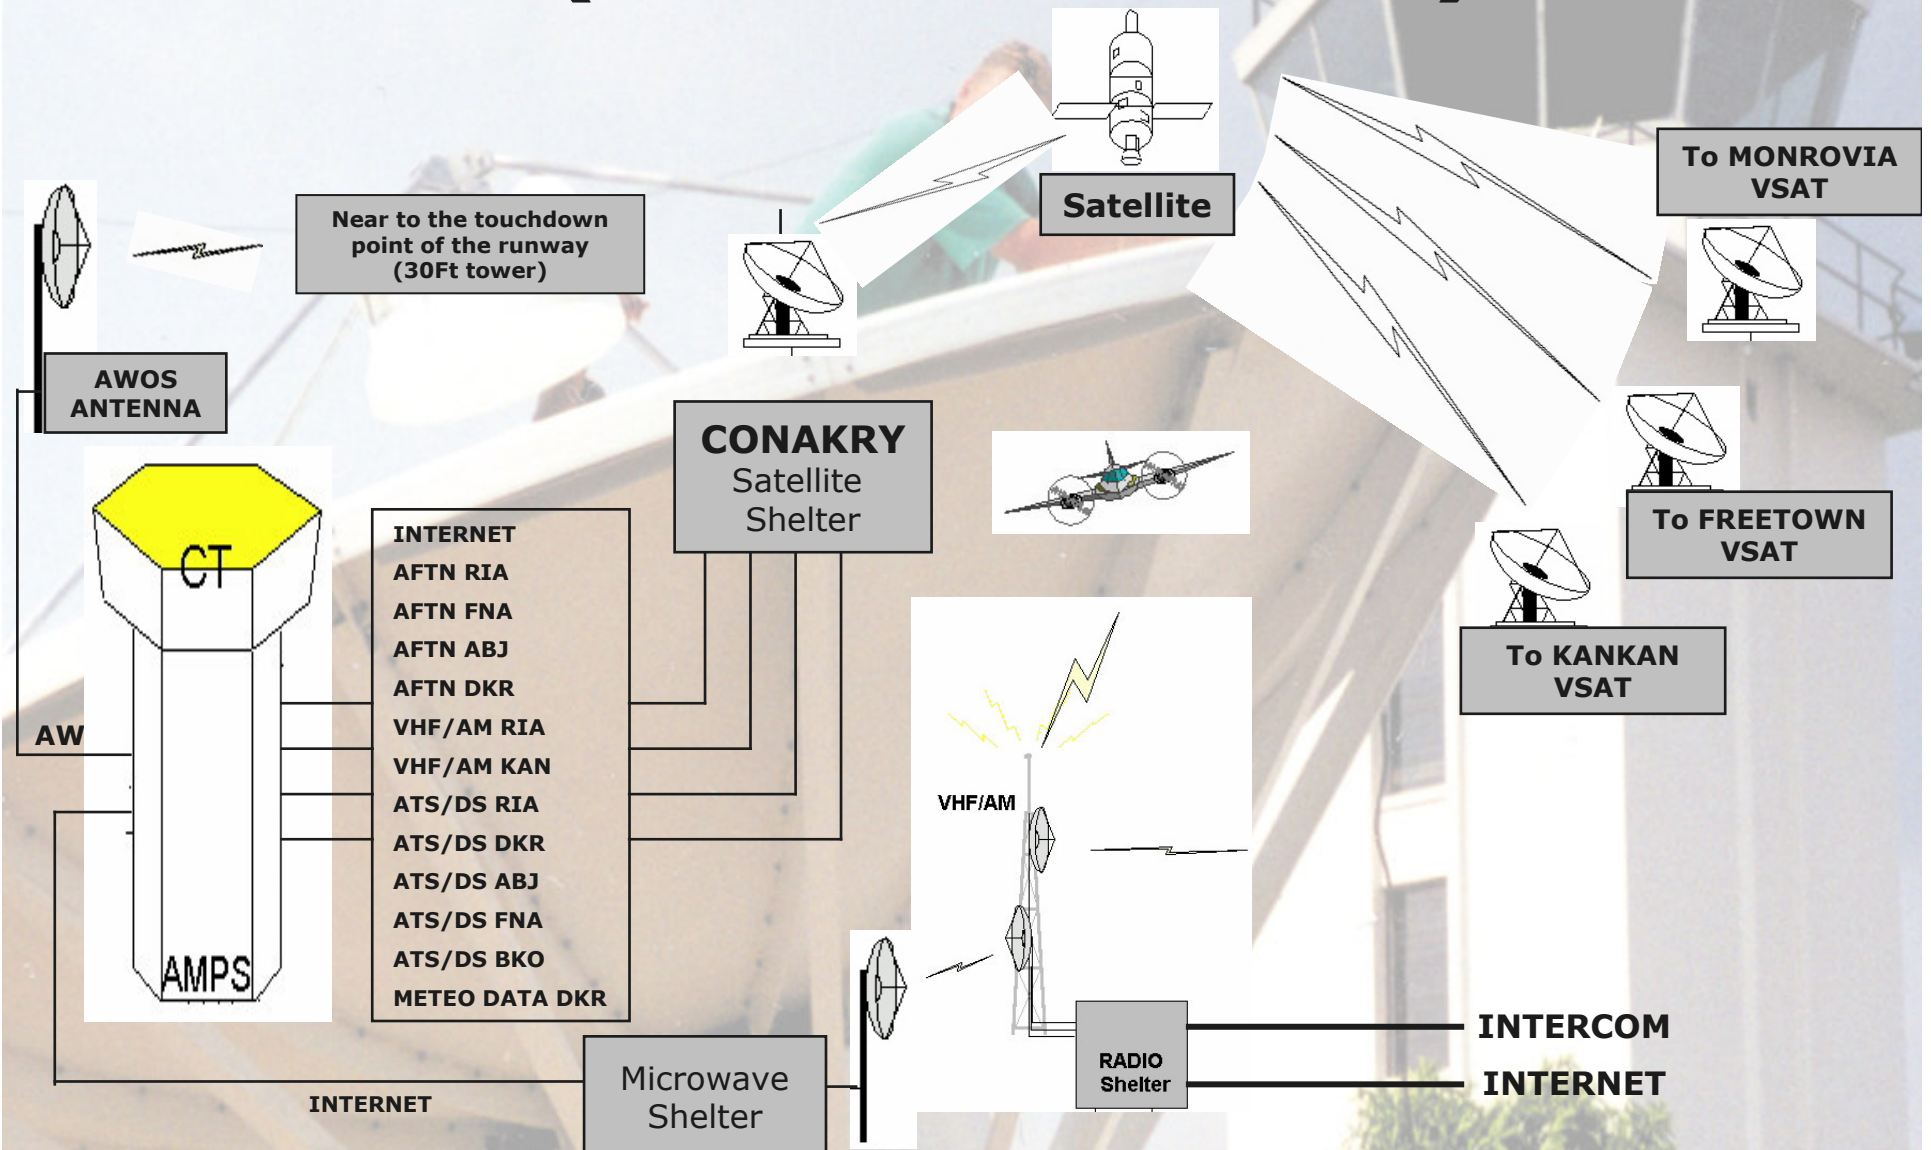 To MONROVIA
VSAT
Satellite
Near to the touchdown
point of the runway
(30Ft tower)
AWOS
ANTENNA
CONAKRY
Satellite
Shelter
To FREETOWN
VSAT
To KANKAN
VSAT
CT
INTERNET
AFTN RIA
AFTN FNA
AFTN ABJ
AFTN DKR
VHF/AM RIA
VHF/AM KAN
ATS/DS RIA
ATS/DS DKR
ATS/DS ABJ
ATS/DS FNA
ATS/DS BKO
METEO DATA DKR
AW
AMPS
VHF/AM
INTERCOM
INTERNET
RADIO
Shelter
Microwave
Shelter
INTERNET